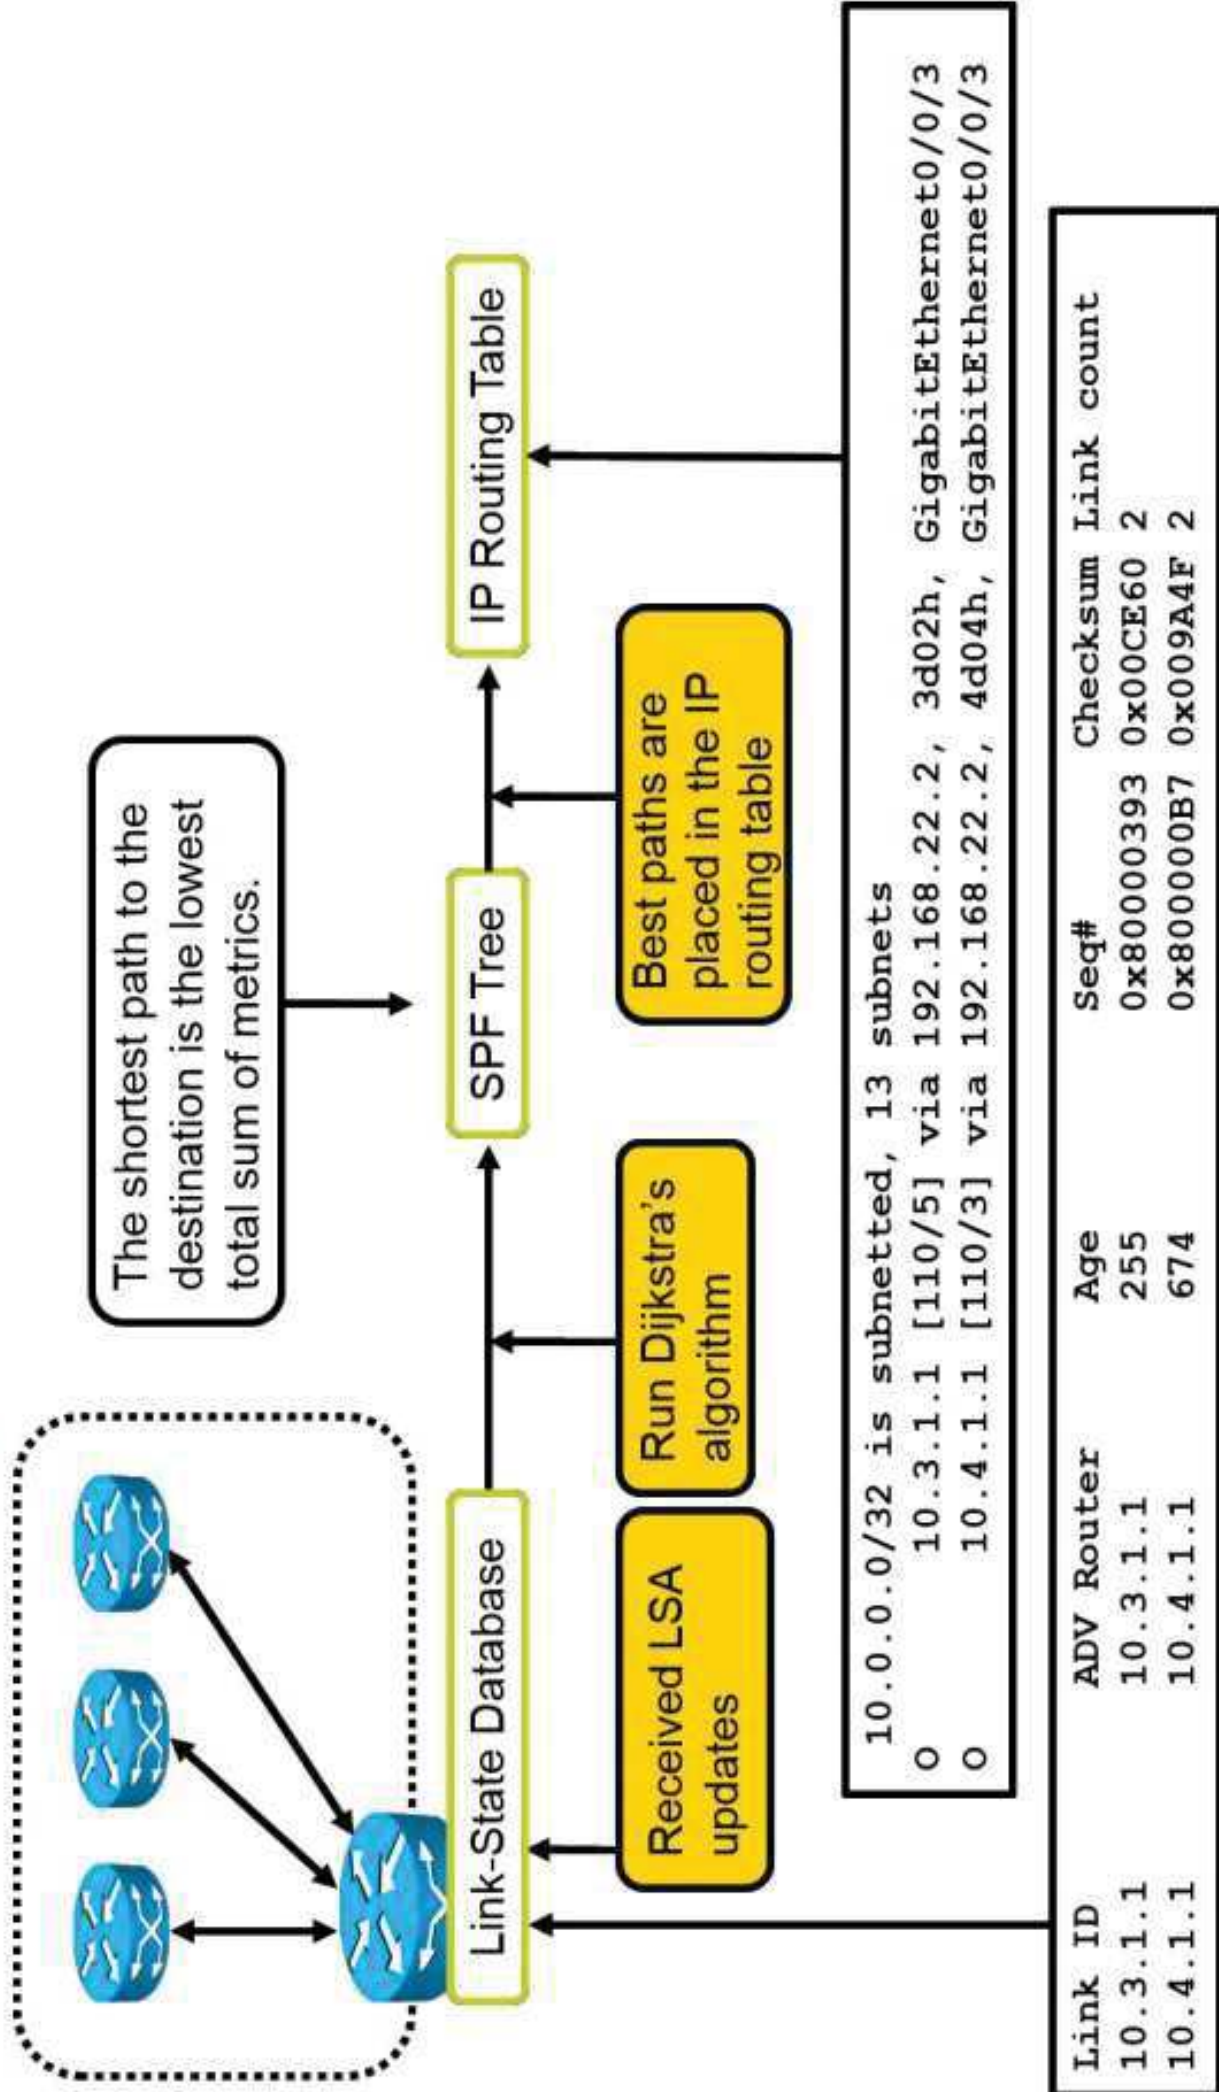 The shortest path to the
destination is the lowest
total sum of metrics.
Link-State Database
SPF Tree
IP Routing Table
Received LSA
updates
Run Dijkstra's
algorithm
Best paths are
placed in the IP
routing table
10.0.0.0/32 is subnetted, 13 subnets
O 10.3.1.1 [110/5] via 192.168.22.2, 3d02h, GigabitEthernet0/0/3
O 10.4.1.1 [110/3] via 192.168.22.2, 4d04h, GigabitEthernet0/0/3
Link ID ADV Router Age Seq# Checksum Link count
10.3.1.1 10.3.1.1 255 0x80000393 0x00CE60 2
10.4.1.1 10.4.1.1 674 0x800000B7 0x009A4F 2